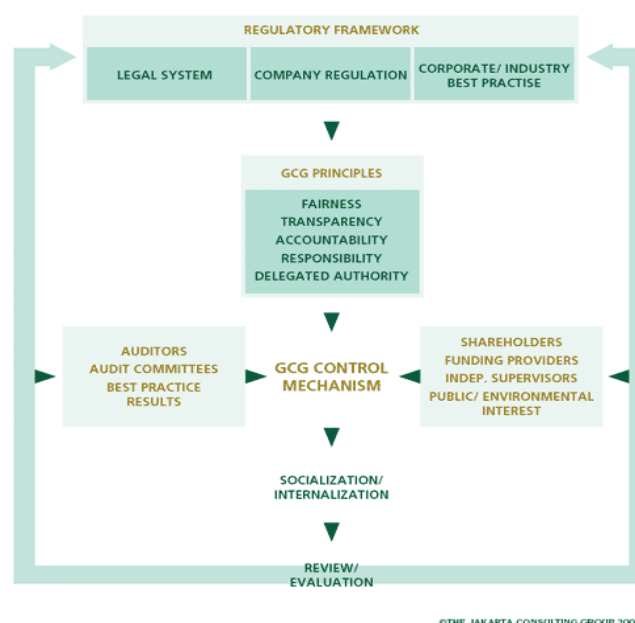 REGULATORY FRAMEWORK
LEGAL SYSTEM
COMPANY REGULATION
CORPORATE/ INDUSTRY
BEST PRACTISE
GCG PRINCIPLES
FAIRNESS
TRANSPARENCY
ACCOUNTABILITY
RESPONSIBILITY
DELEGATED AUTHORITY
AUDITORS
AUDIT COMMITTEES
BEST PRACTICE
RESULTS
GCG CONTROL
MECHANISM
SHAREHOLDERS
FUNDING PROVIDERS
INDEP. SUPERVISORS
PUBLIC/ ENVIRONMENTAL
INTEREST
SOCIALIZATION/
INTERNALIZATION
REVIEW/
EVALUATION
©THE JAKARTA CONSULTING GROUP